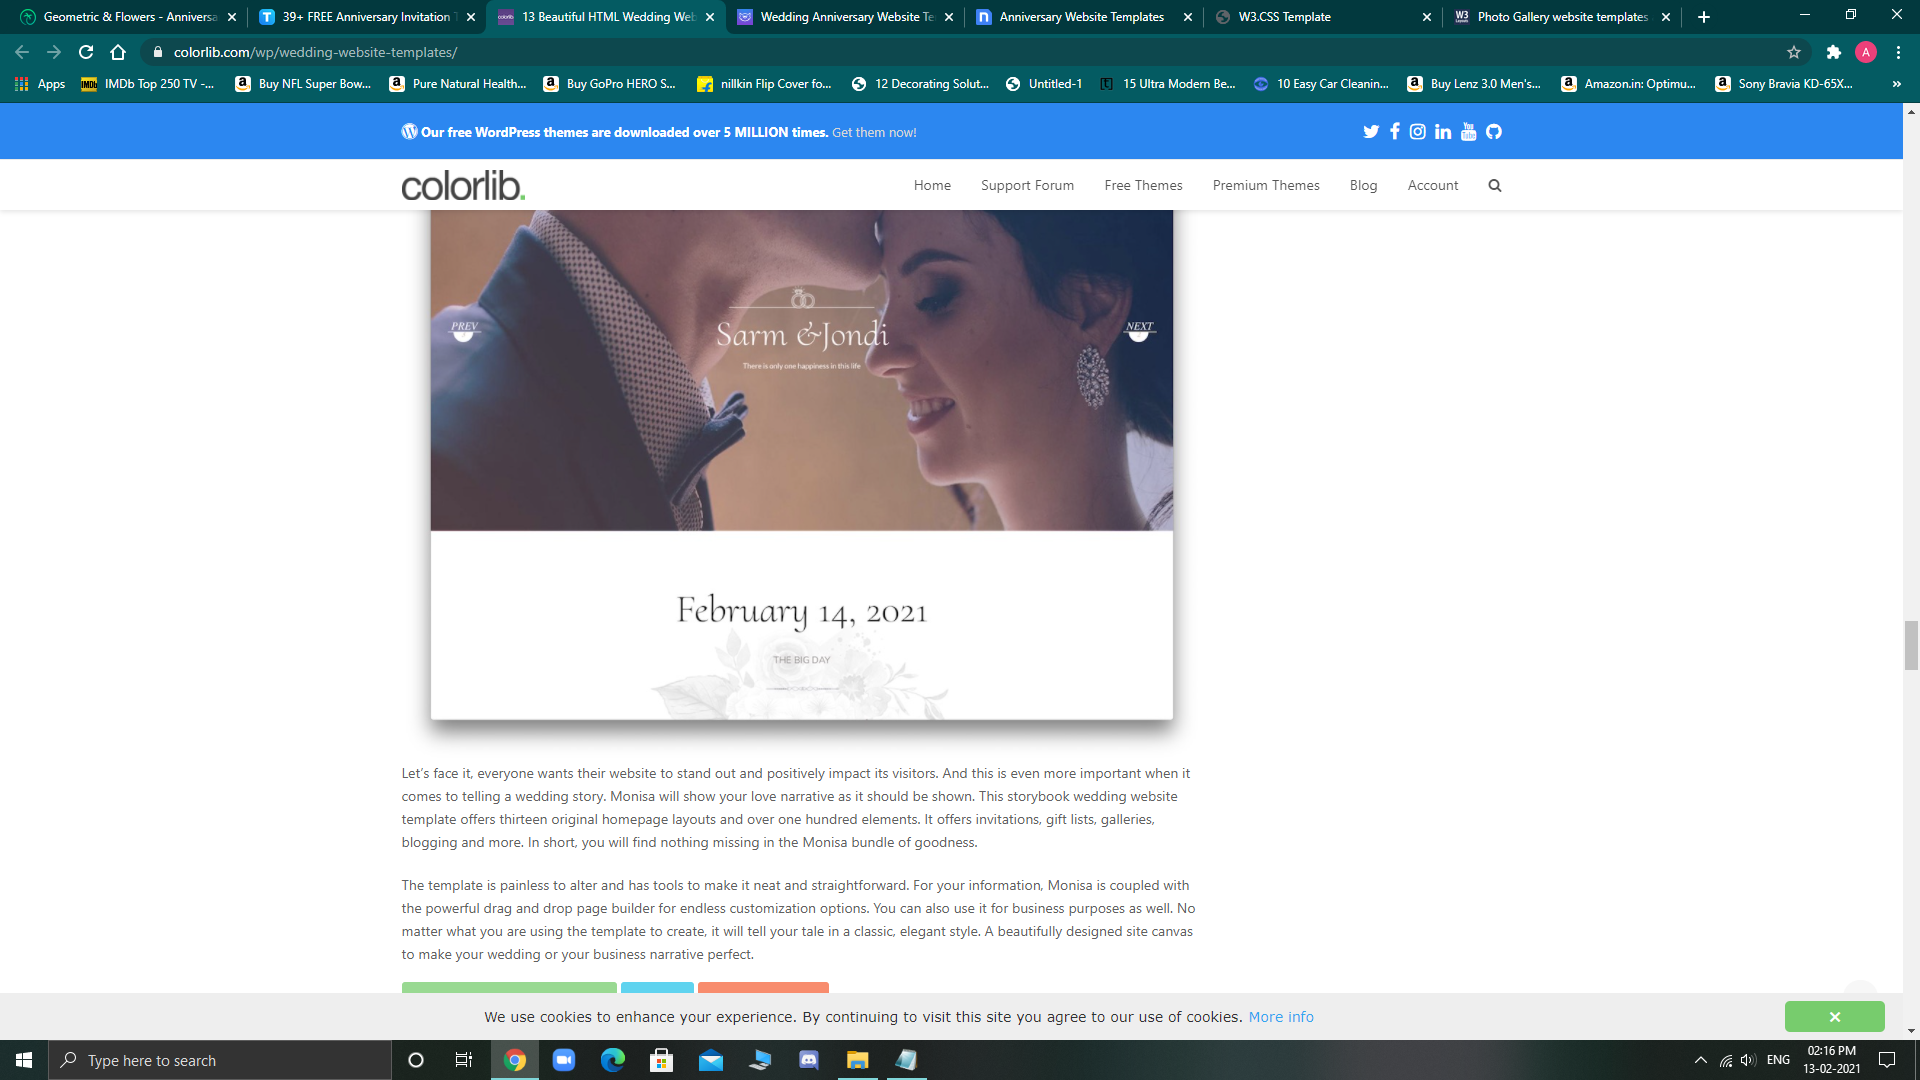 Geometric & Flowers - Anniversa
39+ FREE Anniversary Invitation T
colorlib
13 Beautiful HTML Wedding Web
Wedding Anniversary Website Te
Anniversary Website Templates
W3.CSS Template
W3
Photo Gallery website templates
colorlib.com/wp/wedding-website-templates/
A
Apps
IMDb
IMDb Top 250 TV -...
Buy NFL Super Bow...
Pure Natural Health...
Buy GoPro HERO S...
nillkin Flip Cover fo...
12 Decorating Solut...
Untitled-1
15 Ultra Modern Be...
10 Easy Car Cleanin...
Buy Lenz 3.0 Men's...
Amazon.in: Optimu...
Sony Bravia KD-65X...
»
Our free WordPress themes are downloaded over 5 MILLION times. Get them now!
colorlib.
Home
Support Forum
Free Themes
Premium Themes
Blog
Account
PREV
Sarm & Jondi
NEXT
There is only one happiness in this life
February 14, 2021
THE BIG DAY
Let’s face it, everyone wants their website to stand out and positively impact its visitors. And this is even more important when it
comes to telling a wedding story. Monisa will show your love narrative as it should be shown. This storybook wedding website
template offers thirteen original homepage layouts and over one hundred elements. It offers invitations, gift lists, galleries,
blogging and more. In short, you will find nothing missing in the Monisa bundle of goodness.
The template is painless to alter and has tools to make it neat and straightforward. For your information, Monisa is coupled with
the powerful drag and drop page builder for endless customization options. You can also use it for business purposes as well. No
matter what you are using the template to create, it will tell your tale in a classic, elegant style. A beautifully designed site canvas
to make your wedding or your business narrative perfect.
We use cookies to enhance your experience. By continuing to visit this site you agree to our use of cookies. More info
Type here to search
ENG
02:16 PM
13-02-2021